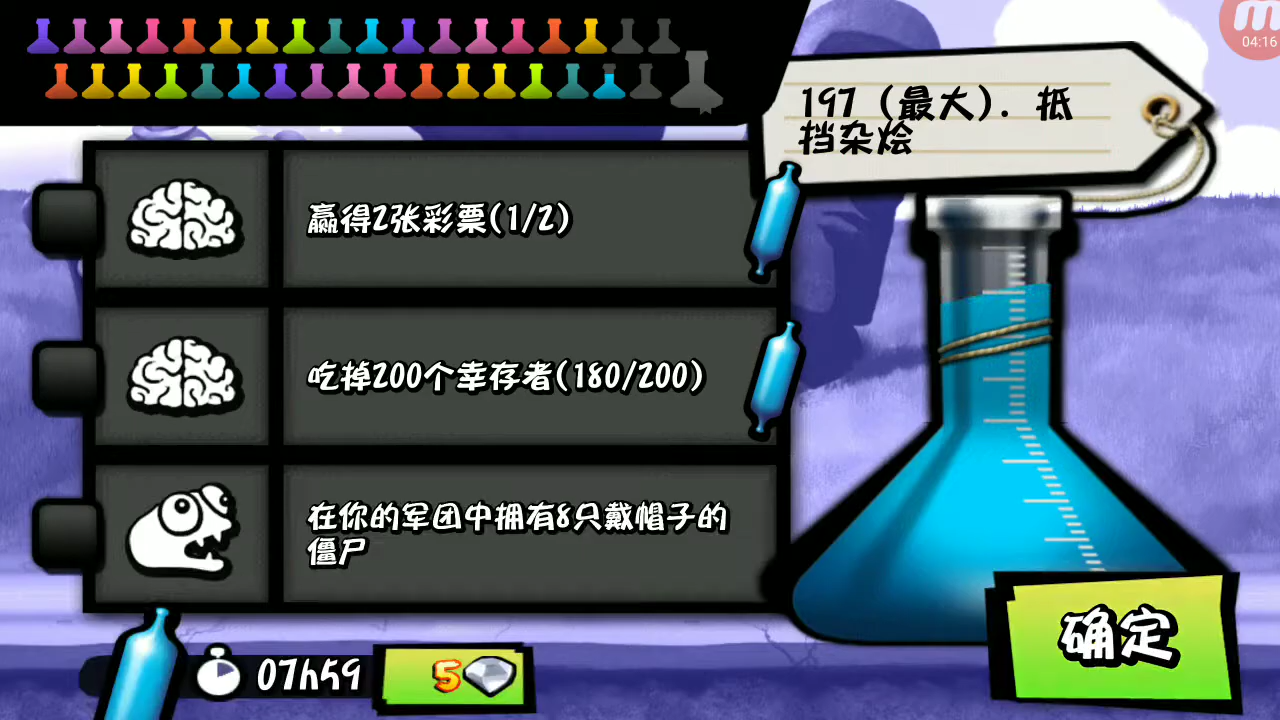 04:16
197 (最大). 抵
挡杂烩
赢得2张彩票(1/2)
吃掉200个幸存者(180/200)
在你的军团中拥有8只戴帽子的
僵尸
07h59
5
确定